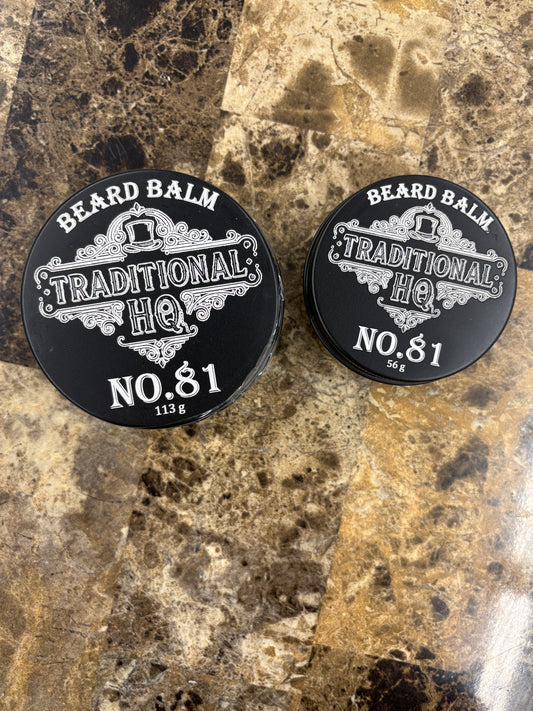 BEARD BALM
TRADITIONAL
HQ
NO.81
113 g
BEARD BALM
TRADITIONAL
HQ
NO.81
56 g